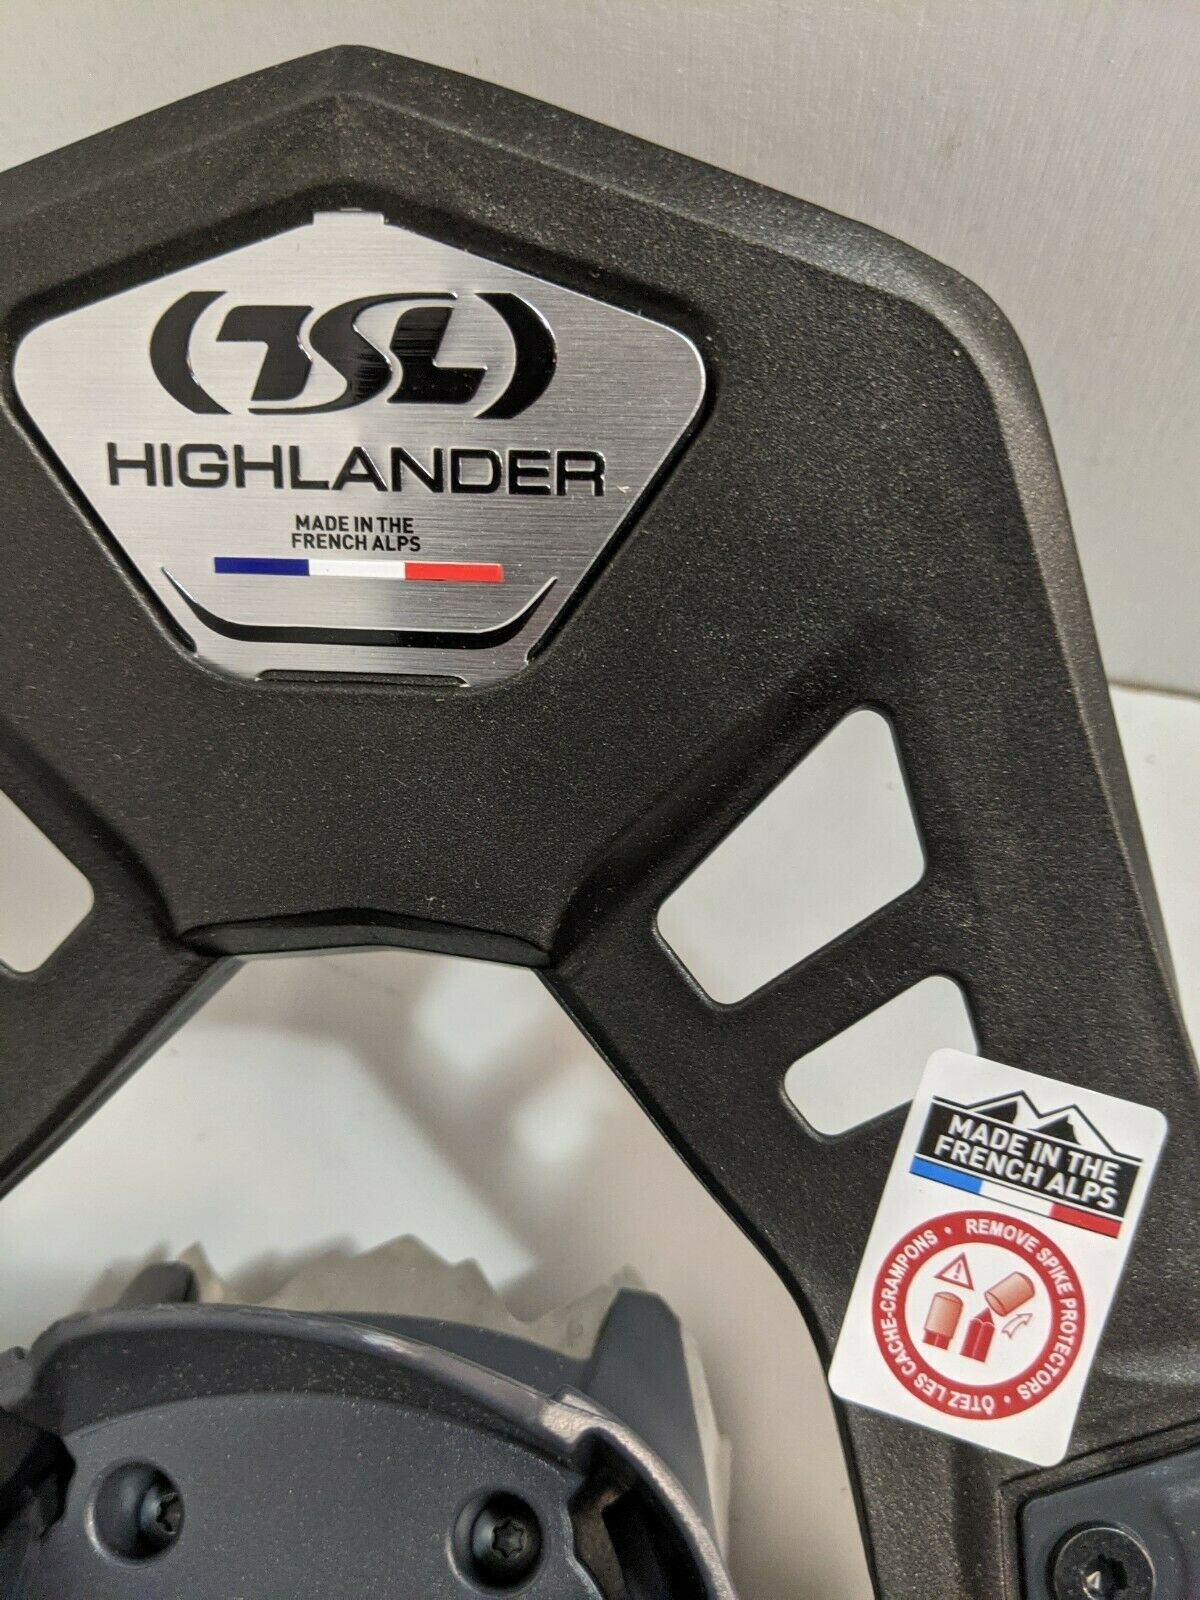 TSL
HIGHLANDER
MADE IN THE
FRENCH ALPS
MADE IN THE
FRENCH ALPS
REMOVE SPIKE PROTECTORS •
ÔTEZ LES CACHE-CRAMPONS •